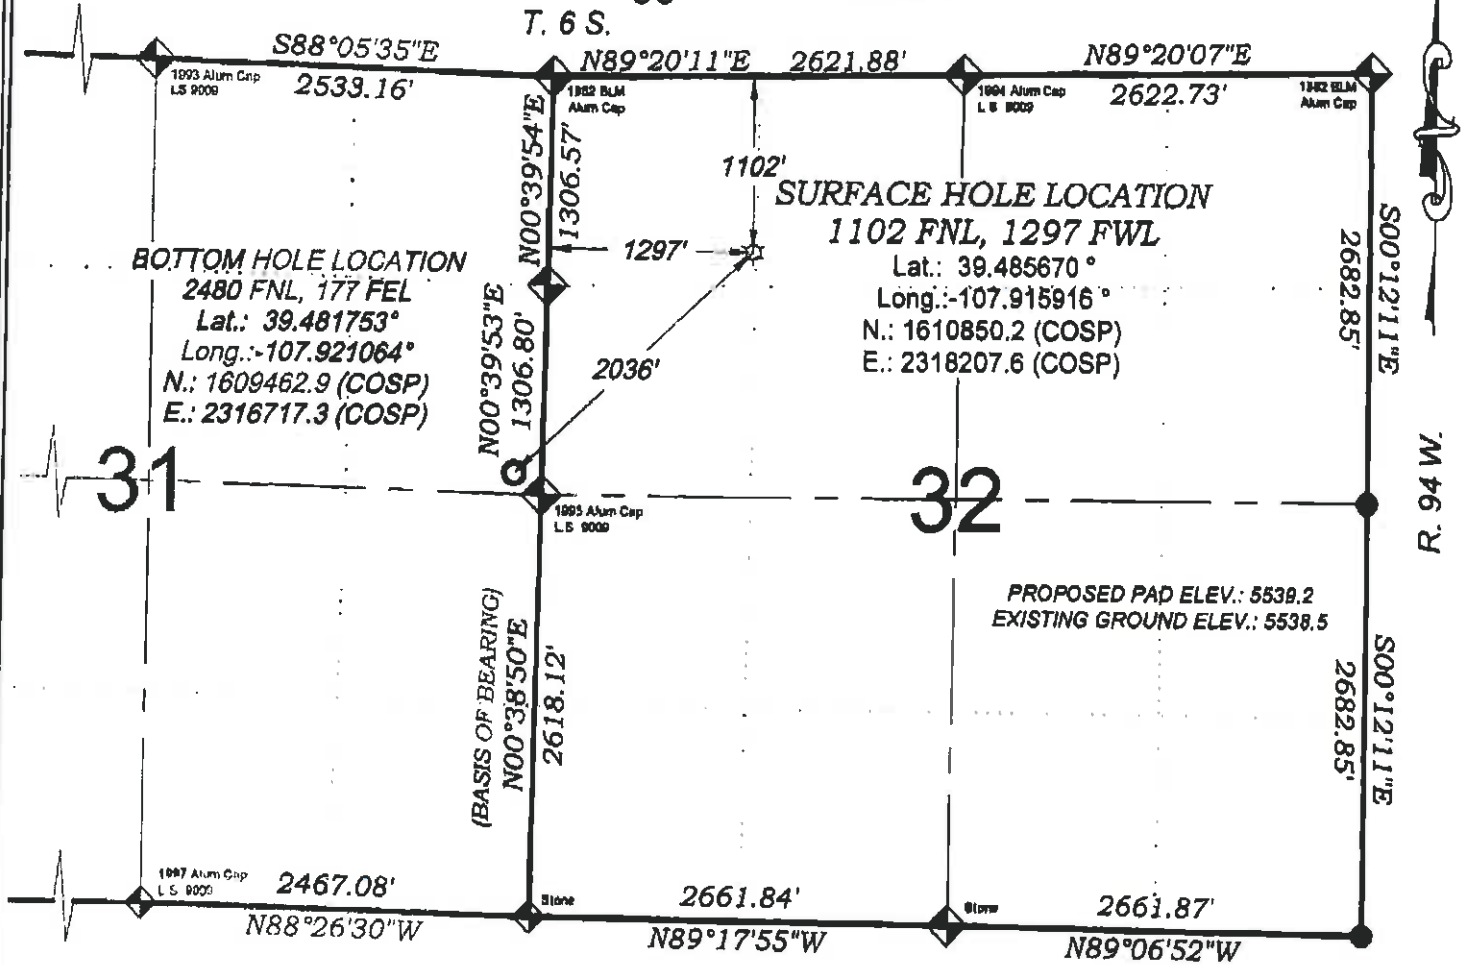 T. 6 S.
S88°05'35"E
2533.16'
N89°20'11"E 2621.88'
N89°20'07"E
2622.73'
1993 Alum Cap
LS 9009
1982 BLM
Alum Cap
1994 Alum Cap
L S 9009
1982 BLM
Alum Cap
N00°39'54"E
1306.57'
1102'
SURFACE HOLE LOCATION
1102 FNL, 1297 FWL
Lat.: 39.485670 °
Long.:-107.915916 °
N.: 1610850.2 (COSP)
E.: 2318207.6 (COSP)
1297'
BOTTOM HOLE LOCATION
2480 FNL, 177 FEL
Lat.: 39.481753°
Long.:-107.921064°
N.: 1609462.9 (COSP)
E.: 2316717.3 (COSP)
S00°12'11"E
2682.85'
N00°39'53"E
1306.80'
2036'
31
32
R. 94 W.
1995 Alum Cap
L S 9009
PROPOSED PAD ELEV.: 5539.2
EXISTING GROUND ELEV.: 5538.5
(BASIS OF BEARING)
N00°38'50"E
2618.12'
S00°12'11"E
2682.85'
1997 Alum Cap
L S 9009
2467.08'
N88°26'30"W
Stone
2661.84'
N89°17'55"W
Stone
2661.87'
N89°06'52"W